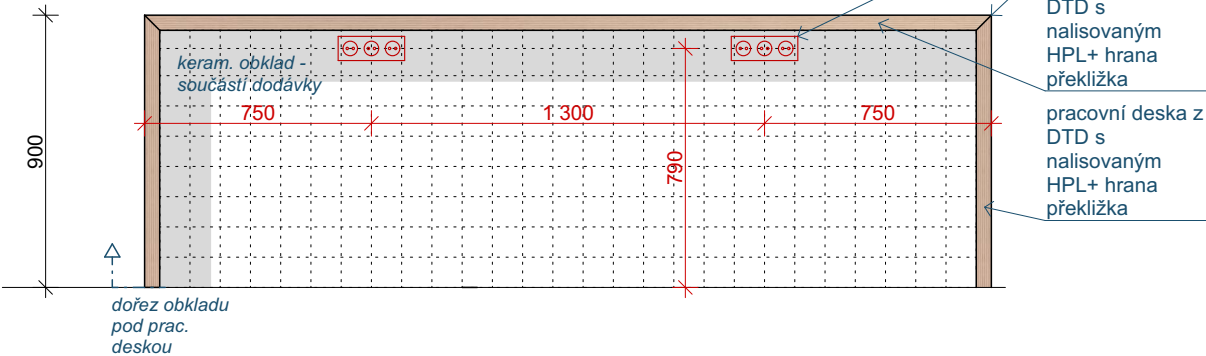 DTD s
nalisovaným
HPL+ hrana
překližka
keram. obklad -
součástí dodávky
750
1 300
750
pracovní deska z
DTD s
nalisovaným
HPL+ hrana
překližka
900
790
dořez obkladu
pod prac.
deskou